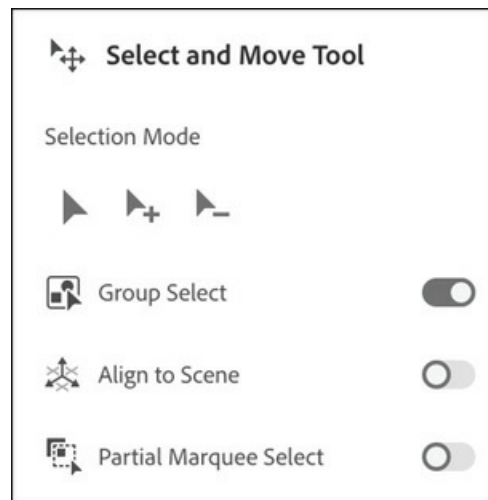 Select and Move Tool
Selection Mode
Group Select
Align to Scene
Partial Marquee Select